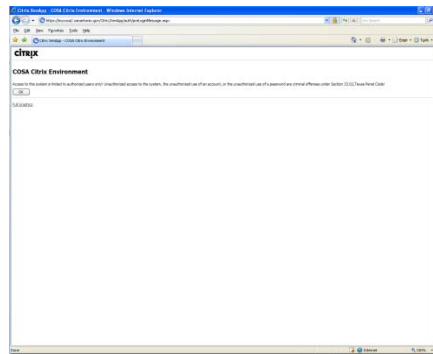 Citrix XenApp - COSA Citrix Environment - Windows Internet Explorer
File Edit View Favorites Tools Help
Citrix XenApp - COSA Citrix Environment
CITRIX
COSA Citrix Environment
Access to this system is limited to authorized users only! Unauthorized access to the system, the unauthorized use of an account, or the unauthorized use of a password are criminal offenses under Section 33.02, Texas Penal Code!
OK
Full Graphics
Done
Internet
100%